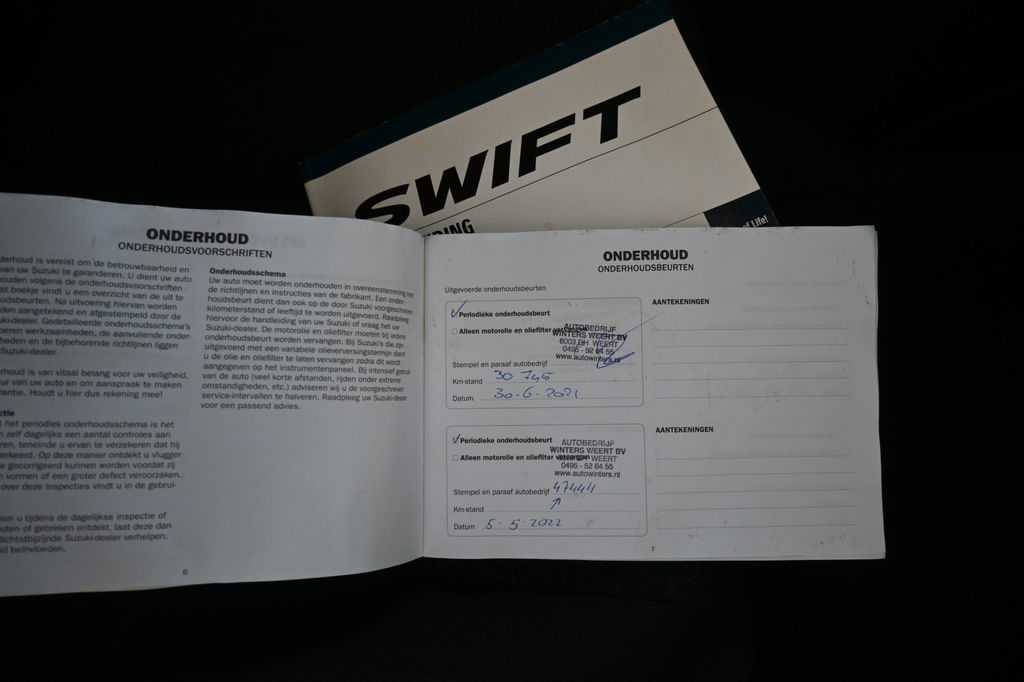 SWIFT
of Life!
ONDERHOUD
ONDERHOUDSVOORSCHRIFTEN
derhoud is vereist om de betrouwbaarheid en
van uw Suzuki te garanderen. U dient uw auto
ouden volgens de onderhoudsvoorschriften
dit boekje vindt u een overzicht van de uit te
udsbeurten. Na uitvoering hiervan worden
den aangetekend en afgestempeld door de
uki-dealer. Gedetailleerde onderhoudsschema's
beren werkzaamheden, de aanvullende onder-
heden en de bijbehorende richtlijnen liggen
Suzuki-dealer.
erhoud is van vitaal belang voor uw veiligheid,
ur van uw auto en om aanspraak te maken
rantie. Houdt u hier dus rekening mee!
ctie
t het periodiek onderhoudsschema is het
n zelf dagelijks een aantal controles aan
ren, teneinde u ervan te verzekeren dat hij
erkeerd. Op deze manier ontdekt u vlugger
e gecorrigeerd kunnen worden voordat zij
n vormen of een groter defect veroorzaken.
over deze inspecties vindt u in de gebrui-
en u tijdens de dagelijkse inspectie of
uten of gebreken ontdekt, laat deze dan
dichtstbijzijnde Suzuki-dealer verhelpen.
d beïnvloeden.
Onderhoudsschema
Uw auto moet worden onderhouden in overeenstemming met
de richtlijnen en instructies van de fabrikant. Een onder-
houdsbeurt dient dan ook op de door Suzuki voorgeschreven
kilometerstand of leeftijd te worden uitgevoerd. Raadpleeg
hiervoor de handleiding van uw Suzuki of vraag het uw
Suzuki-dealer. De motorolie en oliefilter moeten bij iedere
onderhoudsbeurt worden vervangen. Bij Suzuki's die zijn
uitgevoerd met een variabele olieverversingstermijn dient
u de olie en oliefilter te laten vervangen zodra dit wordt
aangegeven op het instrumentenpaneel. Bij intensief gebruik
van de auto (veel korte afstanden, rijden onder extreme
omstandigheden, etc.) adviseren wij u de voorgeschreven
service-intervallen te halveren. Raadpleeg uw Suzuki-dealer
voor een passend advies.
6
ONDERHOUD
ONDERHOUDSBEURTEN
Uitgevoerde onderhoudsbeurten
Periodieke onderhoudsbeurt
Alleen motorolie en oliefilter vervangen
AUTOBEDRIJF
WINTERS WEERT BV
6003 BH WEERT
0495 - 52 64 55
www.autowinters.nl
Stempel en paraaf autobedrijf
Km-stand 30 745
Datum 30-6-2021
AANTEKENINGEN
Periodieke onderhoudsbeurt
Alleen motorolie en oliefilter vervangen
AUTOBEDRIJF
WINTERS WEERT BV
6003 BH WEERT
0495 - 52 64 55
www.autowinters.nl
Stempel en paraaf autobedrijf 47444
Km-stand
Datum 5-5-2022
AANTEKENINGEN
7